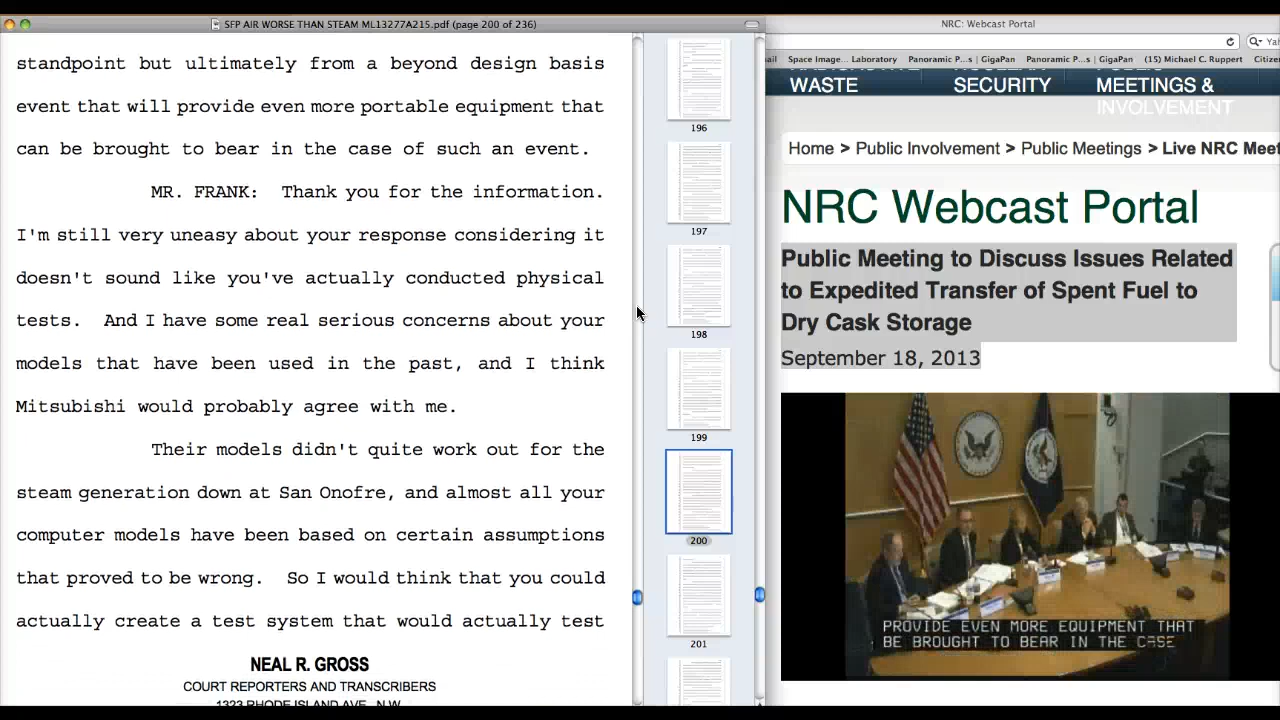 SFP AIR WORSE THAN STEAM ML13277A215.pdf (page 200 of 236)
standpoint but ultimately from a beyond design basis
event that will provide even more portable equipment that
can be brought to bear in the case of such an event.
MR. FRANK: Thank you for the information.
I'm still very uneasy about your response considering it
doesn't sound like you've actually conducted physical
tests. And I have some real serious concerns about your
models that have been used in the past, and I think
Mitsubishi would probably agree with me.
Their models didn't quite work out for the
steam generation down at San Onofre, and almost all your
computer models have been based on certain assumptions
that proved to be wrong. So I would think that you could
actually create a test system that would actually test
NEAL R. GROSS
COURT REPORTERS AND TRANSCRIBERS
196
197
198
199
200
201
NRC: Webcast Portal
Space Image... Laboratory Panoramic P...s | GigaPan Panoramic P...s | GigaPan (15) Michael C. Ruppert
WASTE
SECURITY
MEETINGS &
INVOLVEMENT
Home > Public Involvement > Public Meetings > Live NRC Meet
NRC Webcast Portal
Public Meeting to Discuss Issues Related
to Expedited Transfer of Spent Fuel to
Dry Cask Storage
September 18, 2013
PROVIDE EVEN MORE EQUIPMENT THAT
BE BROUGHT TO BEAR IN THE CASE